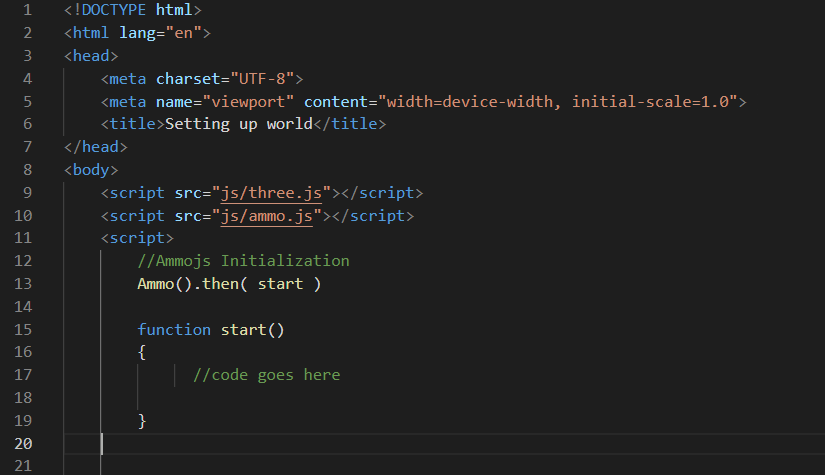 1 <!DOCTYPE html>
2 <html lang="en">
3 <head>
4 <meta charset="UTF-8">
5 <meta name="viewport" content="width=device-width, initial-scale=1.0">
6 <title>Setting up world</title>
7 </head>
8 <body>
9 <script src="js/three.js"></script>
10 <script src="js/ammo.js"></script>
11 <script>
12 //Ammojs Initialization
13 Ammo().then( start )
14
15 function start()
16 {
17 //code goes here
18
19 }
20
21